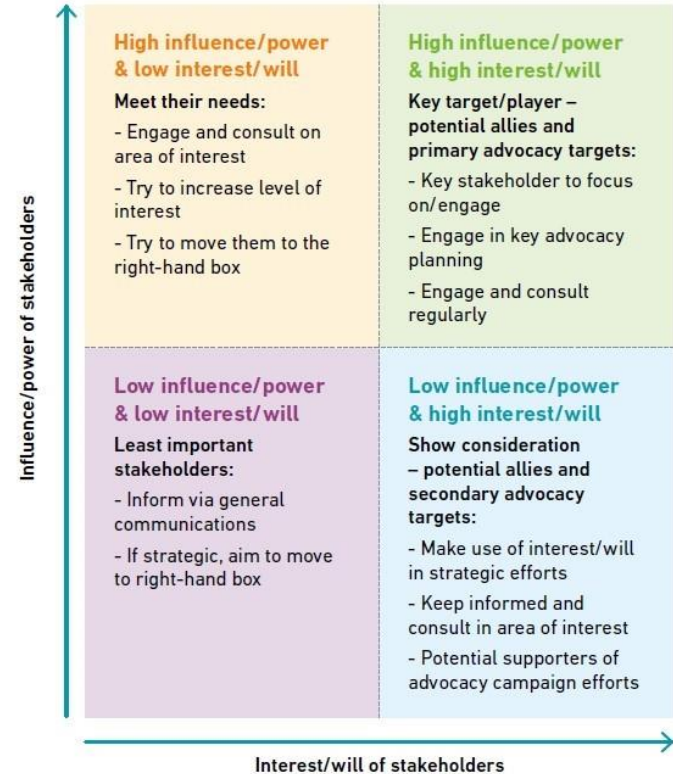 Influence/power of stakeholders
High influence/power
& low interest/will
Meet their needs:
- Engage and consult on
area of interest
- Try to increase level of
interest
- Try to move them to the
right-hand box
High influence/power
& high interest/will
Key target/player –
potential allies and
primary advocacy targets:
- Key stakeholder to focus
on/engage
- Engage in key advocacy
planning
- Engage and consult
regularly
Low influence/power
& low interest/will
Least important
stakeholders:
- Inform via general
communications
- If strategic, aim to move
to right-hand box
Low influence/power
& high interest/will
Show consideration
– potential allies and
secondary advocacy
targets:
- Make use of interest/will
in strategic efforts
- Keep informed and
consult in area of interest
- Potential supporters of
advocacy campaign efforts
Interest/will of stakeholders